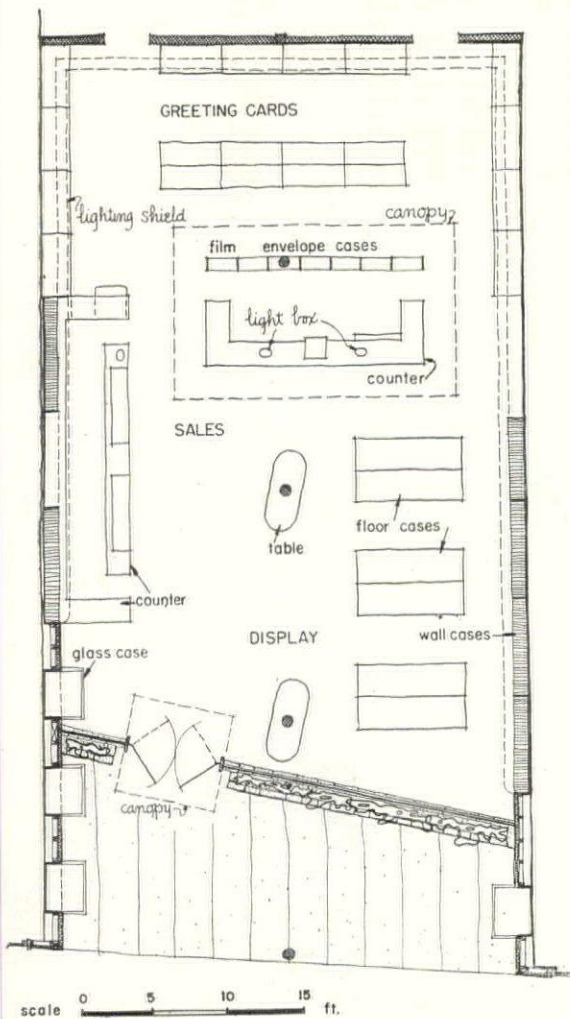 GREETING CARDS
lighting shield
canopy
film envelope cases
light box
counter
SALES
floor cases
table
counter
DISPLAY
wall cases
glass case
canopy
scale 0 5 10 15 ft.